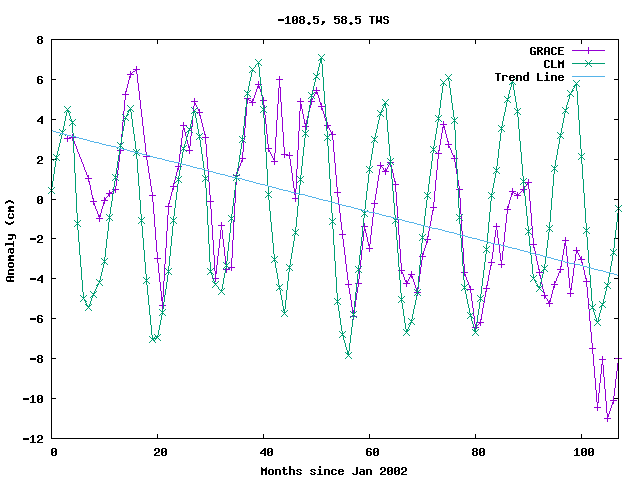 -108.5, 58.5 TWS
GRACE
CLM
Trend Line
8
6
4
2
0
-2
-4
-6
-8
-10
-12
Anomaly (cm)
0 20 40 60 80 100
Months since Jan 2002